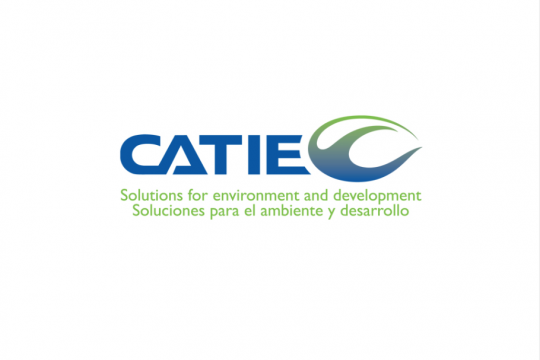 CATIE
Solutions for environment and development
Soluciones para el ambiente y desarrollo